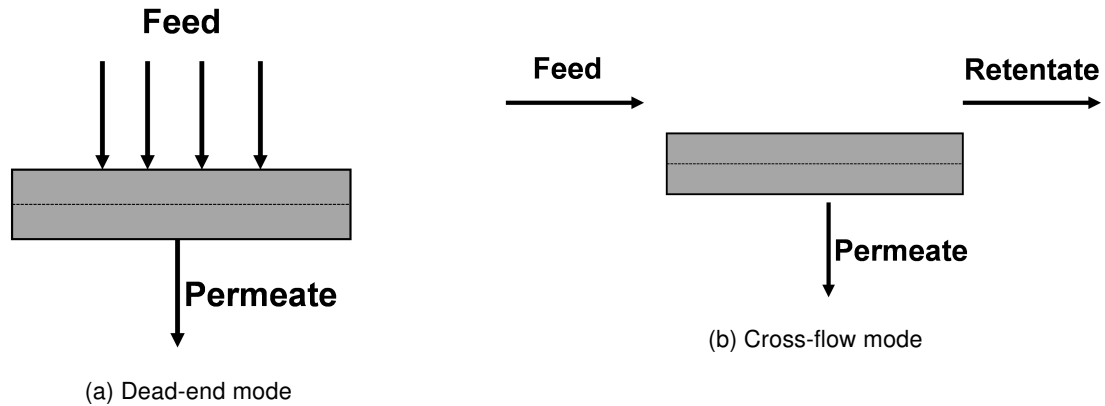 Feed
Permeate
(a) Dead-end mode
Feed
Retentate
Permeate
(b) Cross-flow mode